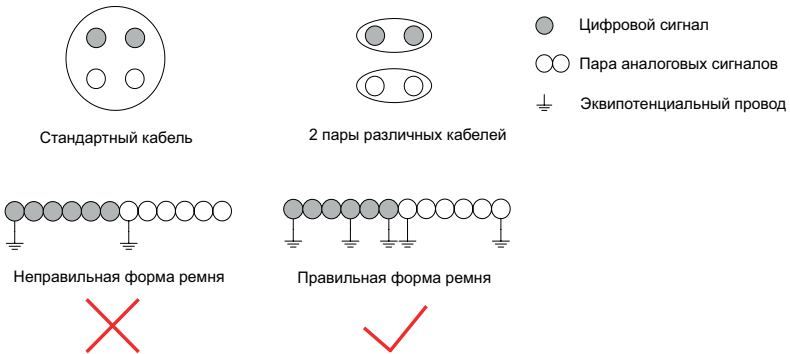 Цифровой сигнал
Пара аналоговых сигналов
Эквипотенциальный провод
Стандартный кабель
2 пары различных кабелей
Неправильная форма ремня
Правильная форма ремня